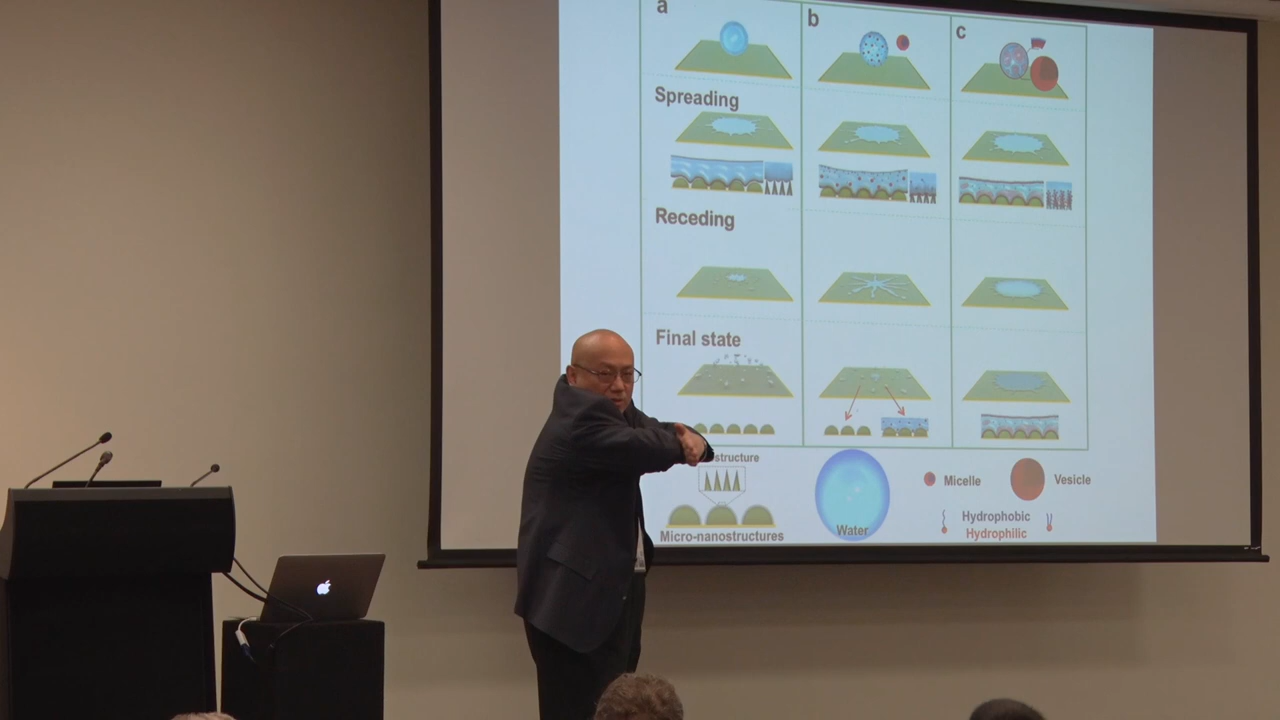 a
b
c
Spreading
Receding
Final state
structure
Micro-nanostructures
Water
Micelle
Vesicle
Hydrophobic
Hydrophilic